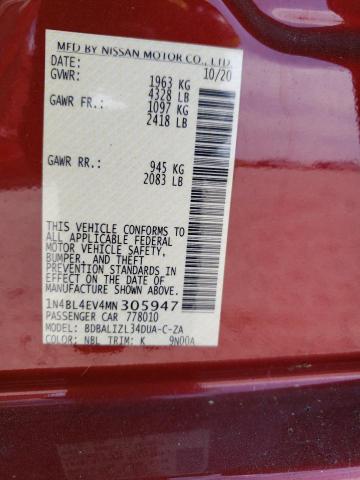 MFD BY NISSAN MOTOR CO., LTD.
DATE: 10/20
GVWR: 1963 KG
4328 LB
GAWR FR.: 1097 KG
2418 LB
GAWR RR.: 945 KG
2083 LB
THIS VEHICLE CONFORMS TO
ALL APPLICABLE FEDERAL
MOTOR VEHICLE SAFETY,
BUMPER, AND THEFT
PREVENTION STANDARDS IN
EFFECT ON THE DATE OF
MANUFACTURE SHOWN ABOVE
1N4BL4EV4MN305947
PASSENGER CAR 778010
MODEL: BDBALIZL34DUA-C-ZA
COLOR: NBL TRIM: K 9N00A